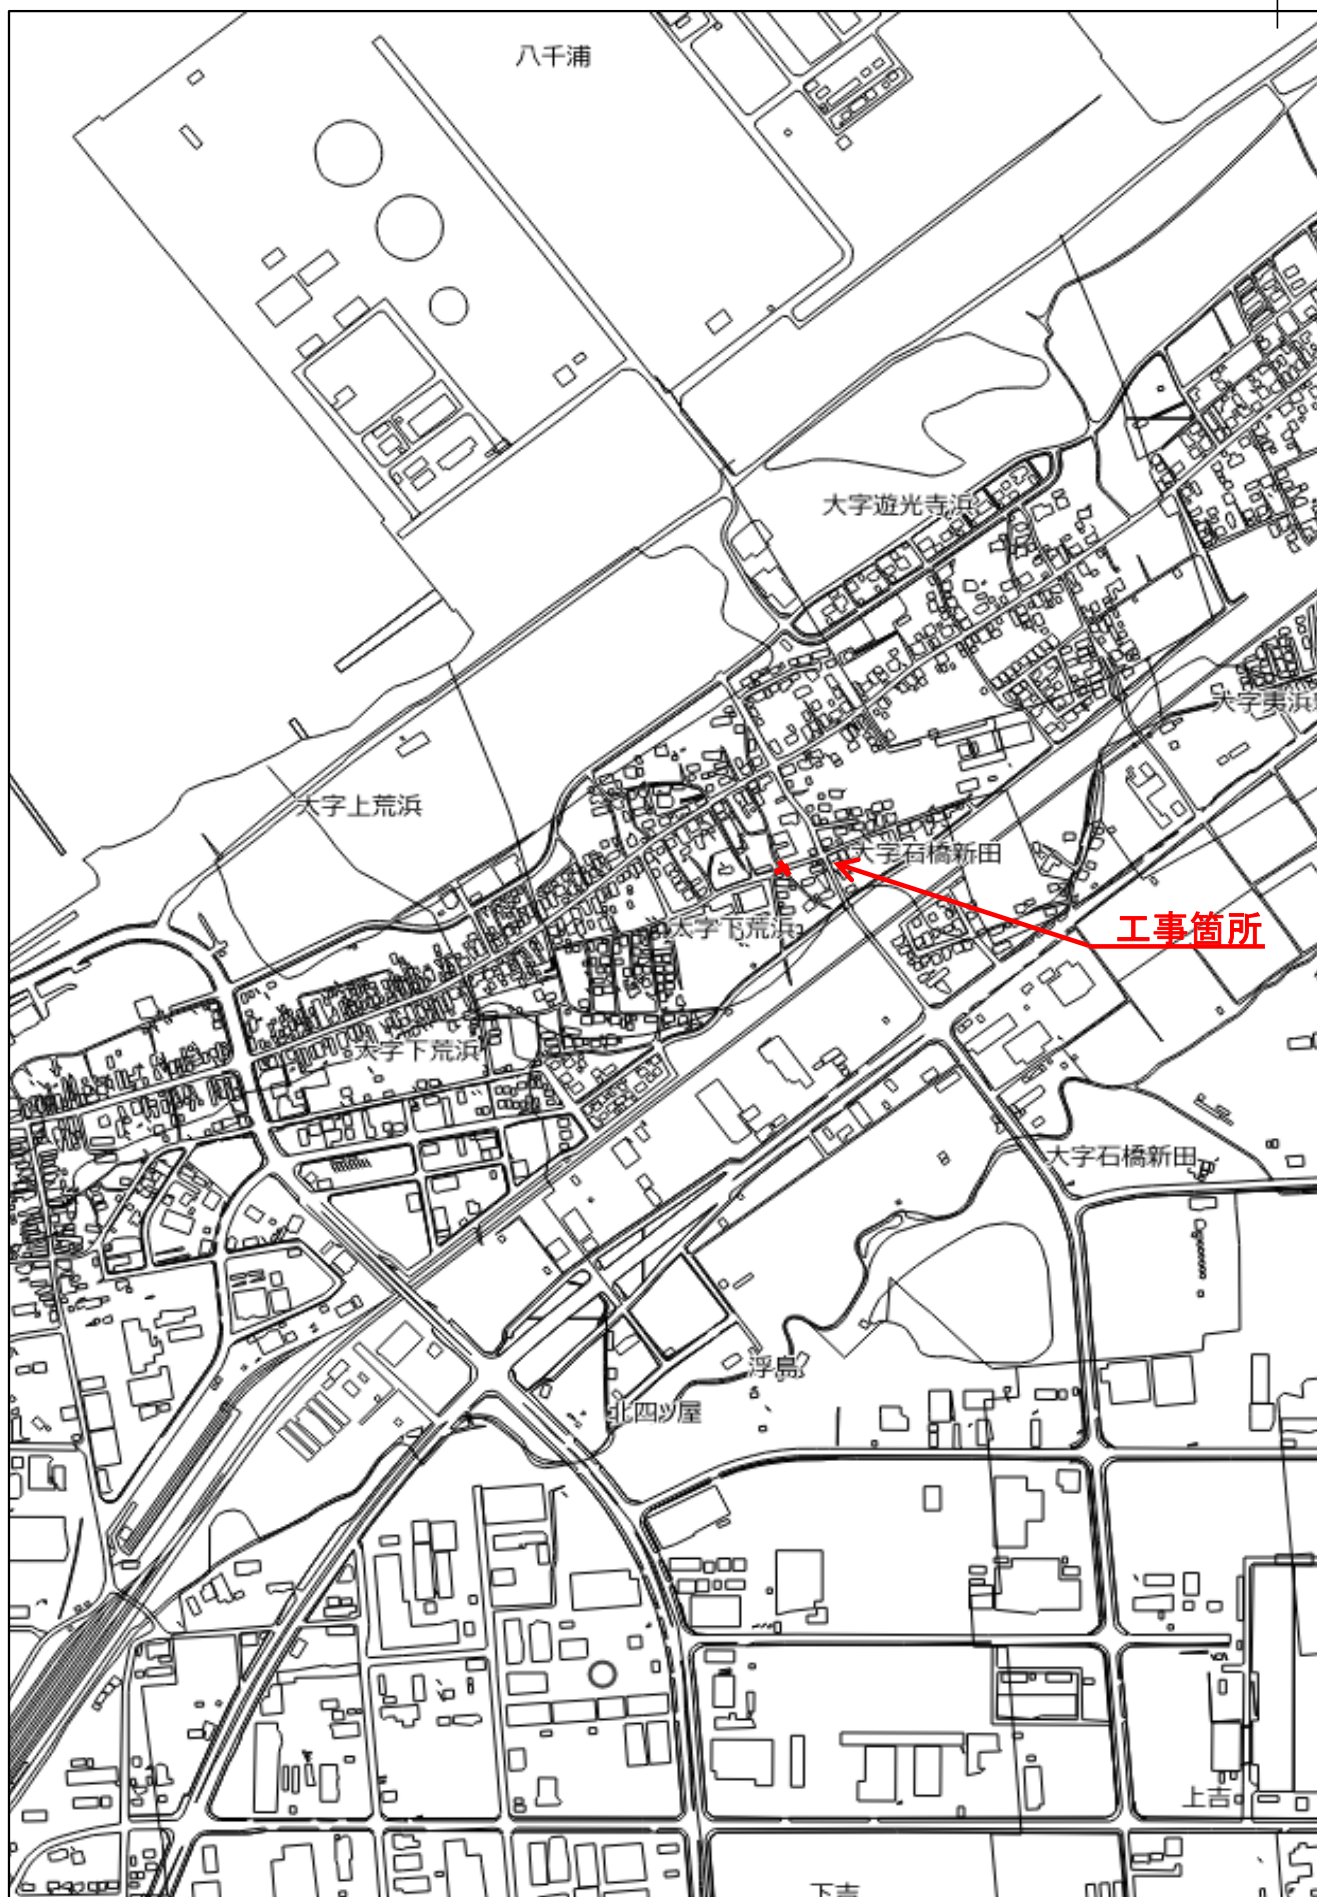 八千浦
大字遊光寺浜
大字夷浜
大字上荒浜
大字石橋新田
大字下荒浜
工事箇所
大字下荒浜
大字石橋新田
浮島
北四ツ屋
上吉
下吉